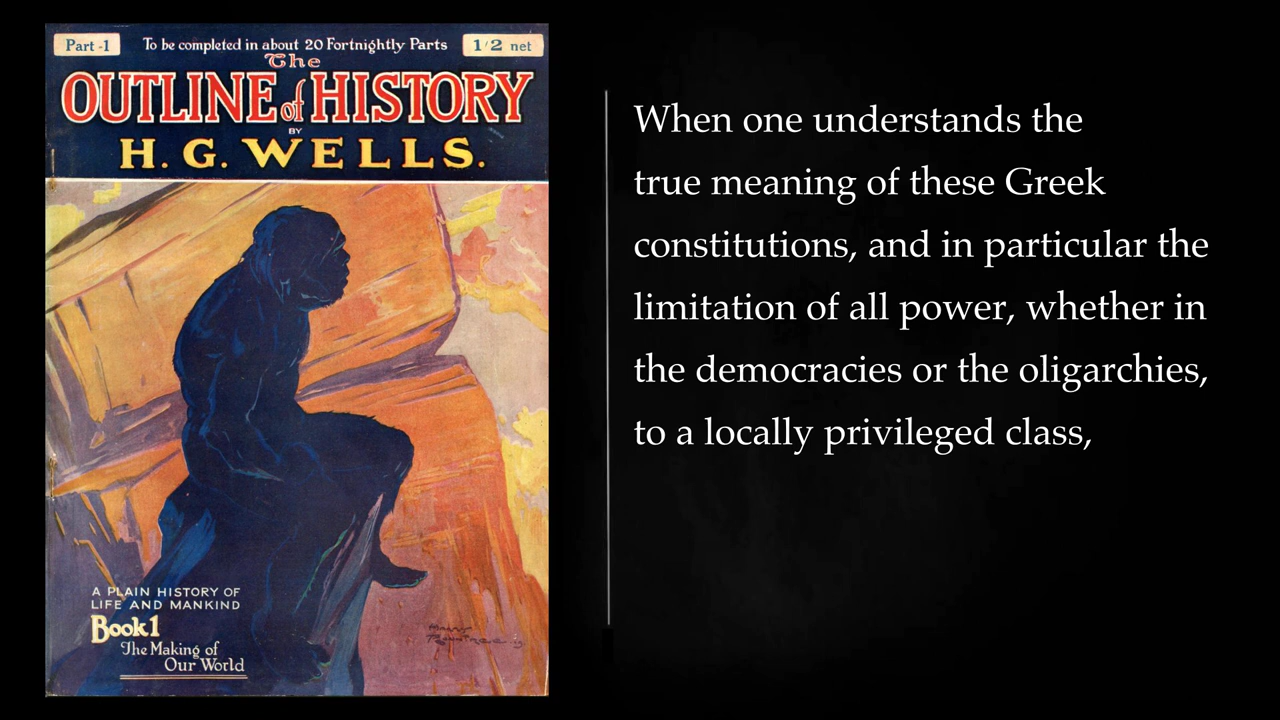 Part -1
To be completed in about 20 Fortnightly Parts
1/2 net
The
OUTLINE of HISTORY
BY
H. G. WELLS.
A PLAIN HISTORY OF
LIFE AND MANKIND
Book 1
The Making of
Our World
When one understands the
true meaning of these Greek
constitutions, and in particular the
limitation of all power, whether in
the democracies or the oligarchies,
to a locally privileged class,